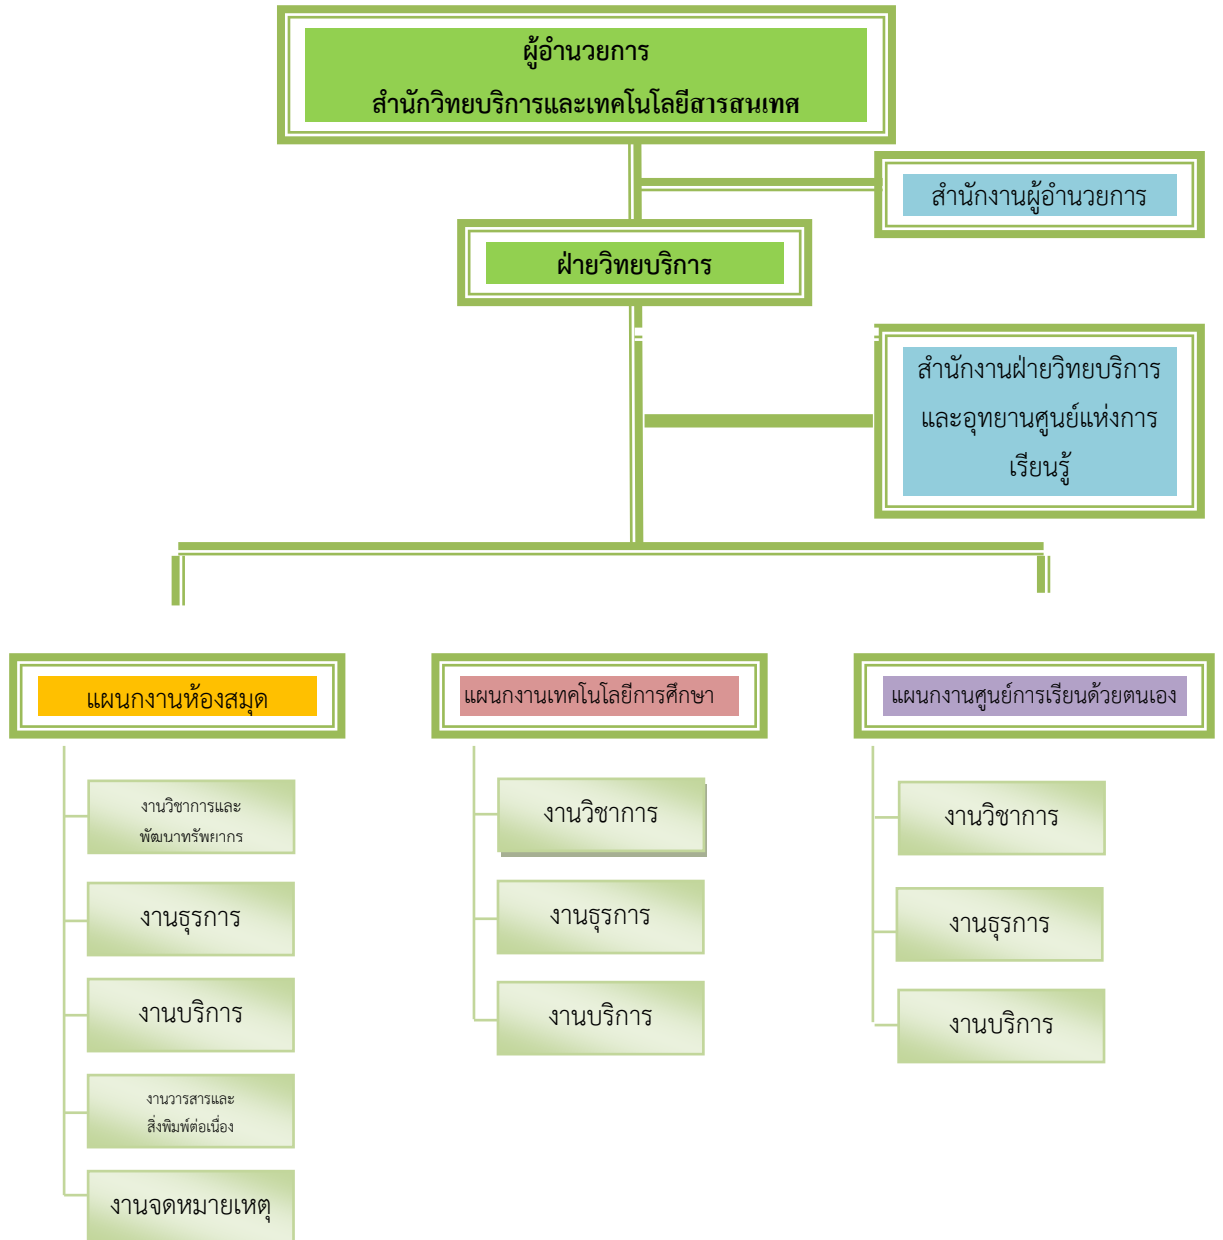 ผู้อำนวยการ
สำนักวิทยบริการและเทคโนโลยีสารสนเทศ
สำนักงานผู้อำนวยการ
ฝ่ายวิทยบริการ
สำนักงานฝ่ายวิทยบริการ
และอุทยานศูนย์แห่งการ
เรียนรู้
แผนกงานห้องสมุด
งานวิชาการและ
พัฒนาทรัพยากร
งานธุรการ
งานบริการ
งานวารสารและ
สิ่งพิมพ์ต่อเนื่อง
งานจดหมายเหตุ
แผนกงานเทคโนโลยีการศึกษา
งานวิชาการ
งานธุรการ
งานบริการ
แผนกงานศูนย์การเรียนด้วยตนเอง
งานวิชาการ
งานธุรการ
งานบริการ